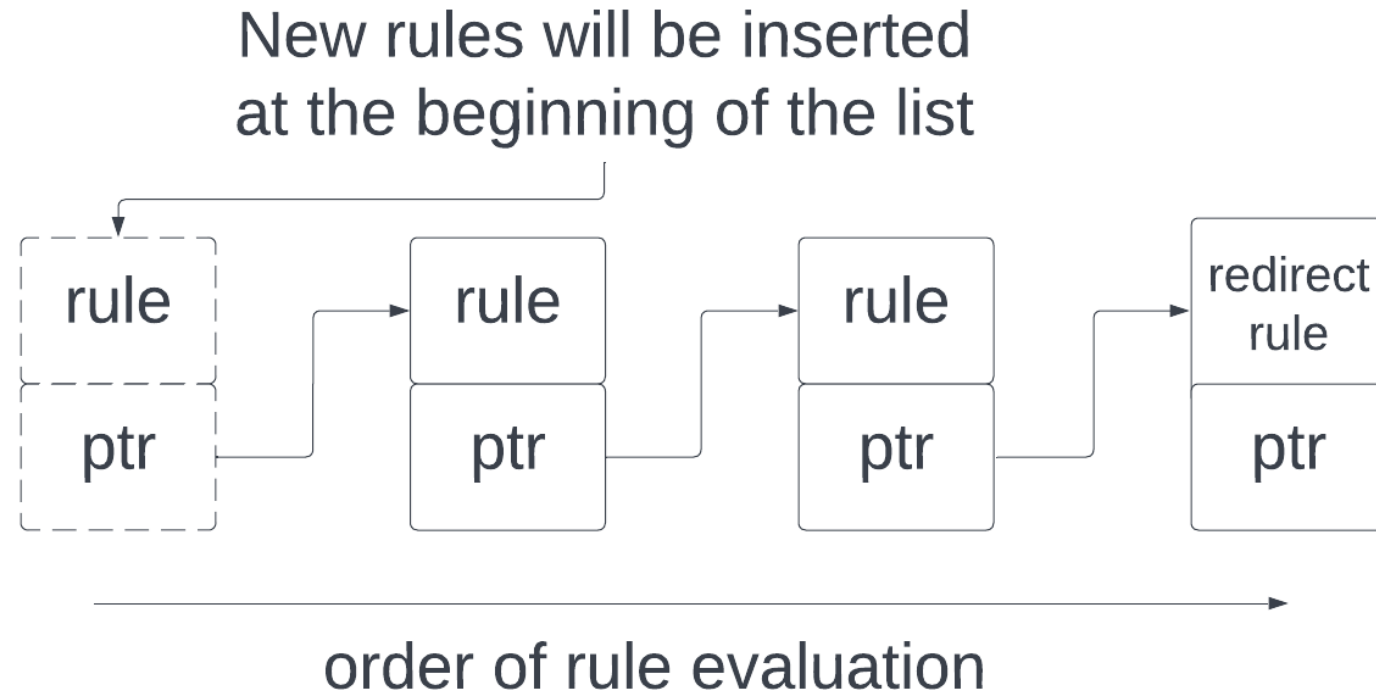 New rules will be inserted
at the beginning of the list
rule
ptr
rule
ptr
rule
ptr
redirect
rule
ptr
order of rule evaluation